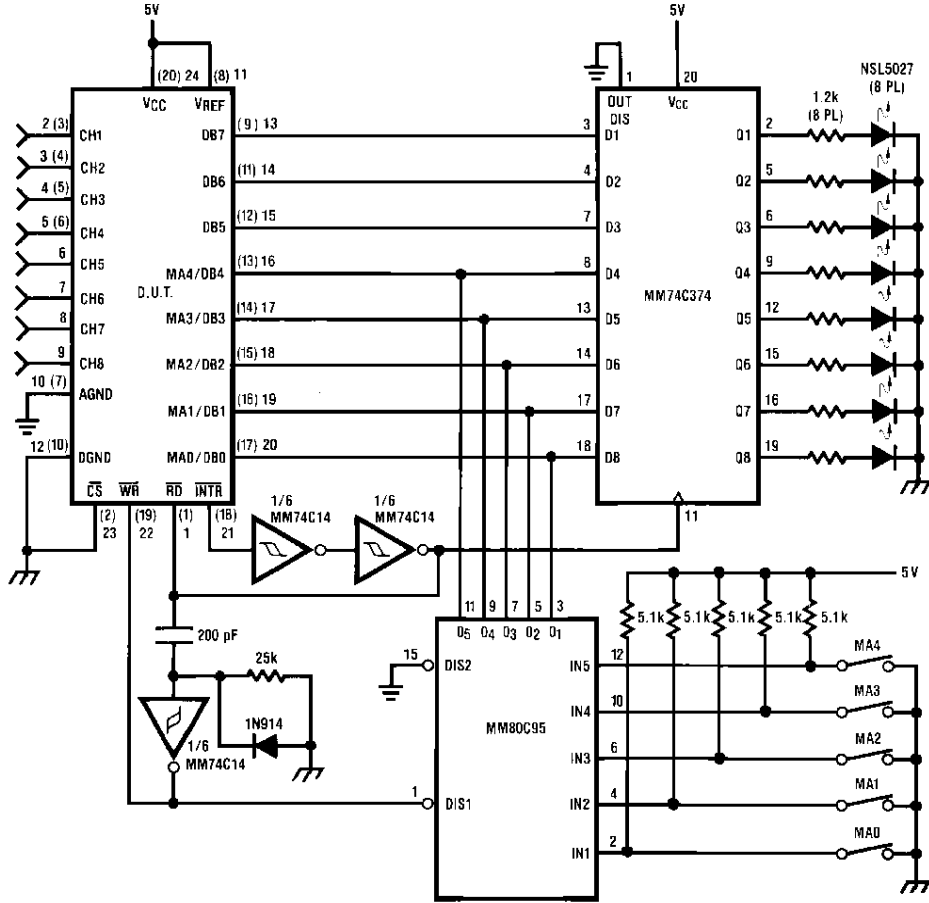 5V
5V
(20) 24
(8) 11
VCC
VREF
1
20
OUT
DIS
VCC
NSL5027
(8 PL)
1.2k
(8 PL)
2 (3)
CH1
DB7
(9) 13
3
D1
Q1
2
3 (4)
CH2
DB6
(11) 14
4
D2
Q2
5
4 (5)
CH3
DB5
(12) 15
7
D3
Q3
6
5 (6)
CH4
MA4/DB4
(13) 16
8
D4
Q4
9
6
CH5
D.U.T.
MM74C374
7
CH6
MA3/DB3
(14) 17
13
D5
Q5
12
8
CH7
MA2/DB2
(15) 18
14
D6
Q6
15
9
CH8
10 (7)
AGND
MA1/DB1
(16) 19
17
D7
Q7
16
12 (10)
DGND
MA0/DB0
(17) 20
18
D8
Q8
19
CS
WR
RD
INTR
(2)
23
(19)
22
(1)
1
(18)
21
1/6
MM74C14
1/6
MM74C14
11
5V
5.1k
5.1k
5.1k
5.1k
5.1k
200 pF
25k
1N914
1/6
MM74C14
11
9
7
5
3
D5
D4
D3
D2
D1
15
DIS2
MM80C95
1
DIS1
IN5
12
MA4
IN4
10
MA3
IN3
6
MA2
IN2
4
MA1
IN1
2
MA0